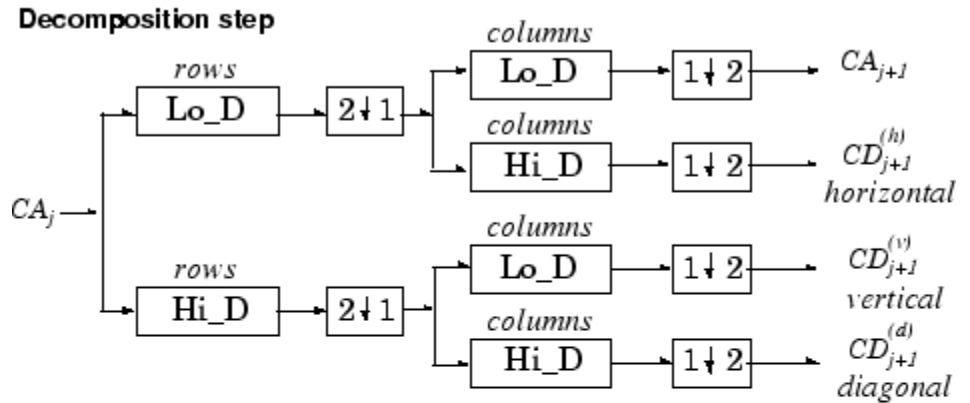 Decomposition step
columns
rows
Lo_D
1↓2
CA_{j+1}
Lo_D
2↓1
columns
Hi_D
1↓2
CD_{j+1}^{(h)}
horizontal
CA_j
columns
rows
Lo_D
1↓2
CD_{j+1}^{(v)}
vertical
Hi_D
2↓1
columns
Hi_D
1↓2
CD_{j+1}^{(d)}
diagonal